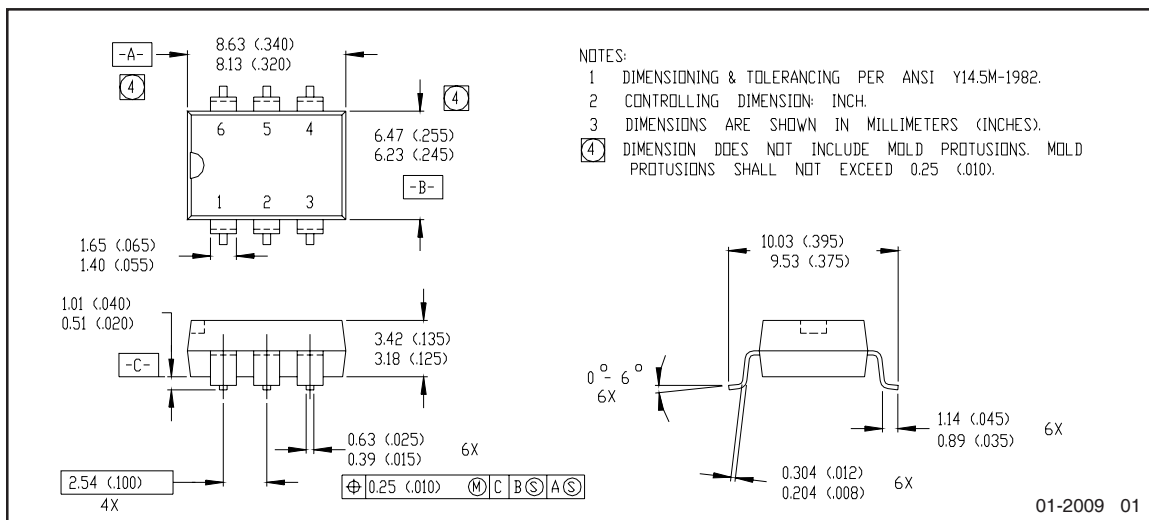 -A-
8.63 (.340)
8.13 (.320)
4
4
6 5 4
1 2 3
6.47 (.255)
6.23 (.245)
-B-
1.65 (.065)
1.40 (.055)
NOTES:
1 DIMENSIONING & TOLERANCING PER ANSI Y14.5M-1982.
2 CONTROLLING DIMENSION: INCH.
3 DIMENSIONS ARE SHOWN IN MILLIMETERS (INCHES).
4 DIMENSION DOES NOT INCLUDE MOLD PROTUSIONS. MOLD
PROTUSIONS SHALL NOT EXCEED 0.25 (.010).
1.01 (.040)
0.51 (.020)
-C-
3.42 (.135)
3.18 (.125)
0.63 (.025)
0.39 (.015)
6X
2.54 (.100)
4X
⌖ 0.25 (.010) Ⓜ C B Ⓢ A Ⓢ
10.03 (.395)
9.53 (.375)
0°-6°
6X
1.14 (.045)
0.89 (.035)
6X
0.304 (.012)
0.204 (.008)
6X
01-2009 01